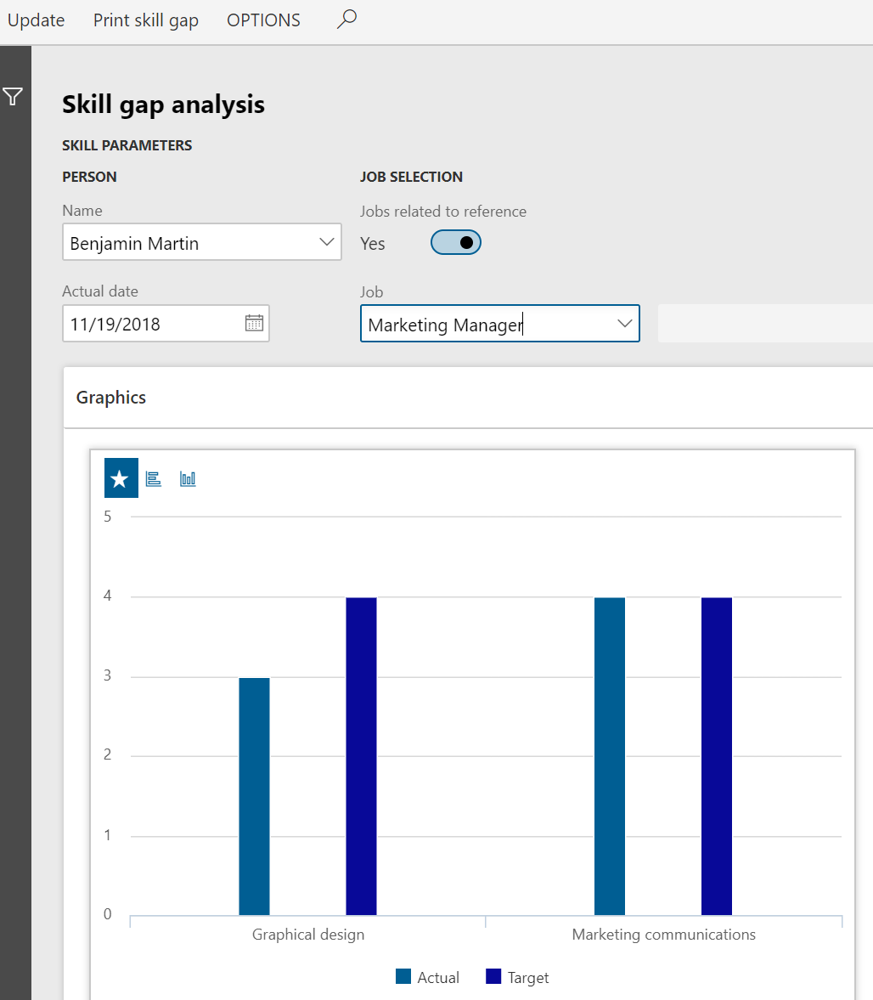 Update Print skill gap OPTIONS
Skill gap analysis
SKILL PARAMETERS
PERSON JOB SELECTION
Name Jobs related to reference
Benjamin Martin Yes
Actual date Job
11/19/2018 Marketing Manager
Graphics
5
4
3
2
1
0
Graphical design Marketing communications
Actual Target